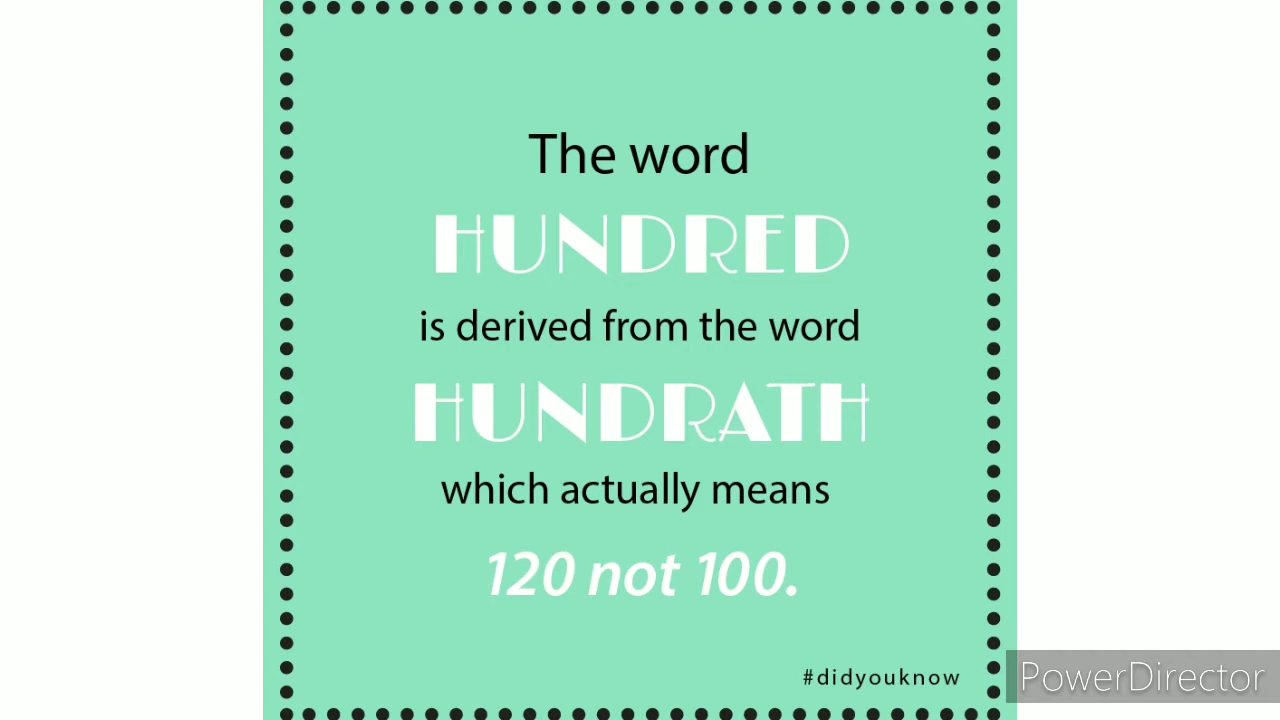 The word
HUNDRED
is derived from the word
HUNDRATH
which actually means
120 not 100.
#didyouknow
PowerDirector